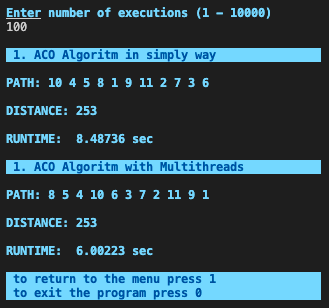 Enter number of executions (1 - 10000)
100
1. ACO Algoritm in simply way
PATH: 10 4 5 8 1 9 11 2 7 3 6
DISTANCE: 253
RUNTIME: 8.48736 sec
1. ACO Algoritm with Multithreads
PATH: 8 5 4 10 6 3 7 2 11 9 1
DISTANCE: 253
RUNTIME: 6.00223 sec
to return to the menu press 1
to exit the program press 0